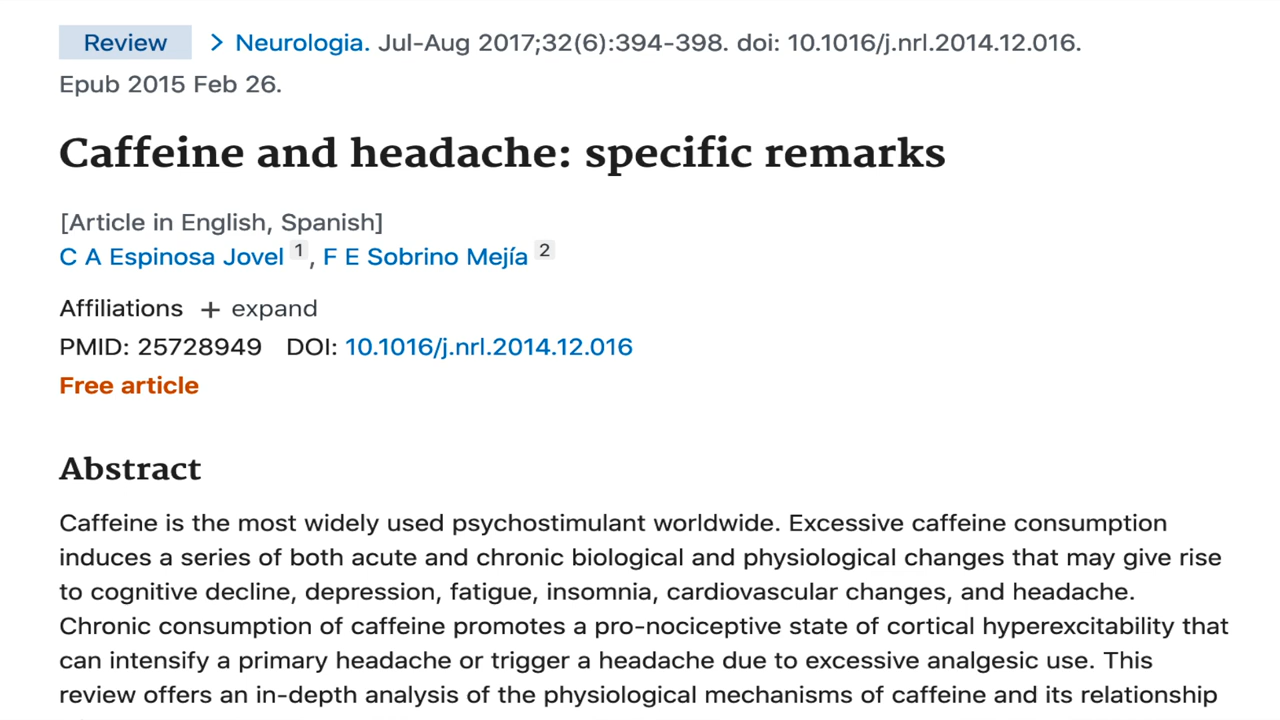 Review > Neurologia. Jul-Aug 2017;32(6):394-398. doi: 10.1016/j.nrl.2014.12.016.
Epub 2015 Feb 26.
Caffeine and headache: specific remarks
[Article in English, Spanish]
C A Espinosa Jovel 1, F E Sobrino Mejía 2
Affiliations + expand
PMID: 25728949 DOI: 10.1016/j.nrl.2014.12.016
Free article
Abstract
Caffeine is the most widely used psychostimulant worldwide. Excessive caffeine consumption
induces a series of both acute and chronic biological and physiological changes that may give rise
to cognitive decline, depression, fatigue, insomnia, cardiovascular changes, and headache.
Chronic consumption of caffeine promotes a pro-nociceptive state of cortical hyperexcitability that
can intensify a primary headache or trigger a headache due to excessive analgesic use. This
review offers an in-depth analysis of the physiological mechanisms of caffeine and its relationship